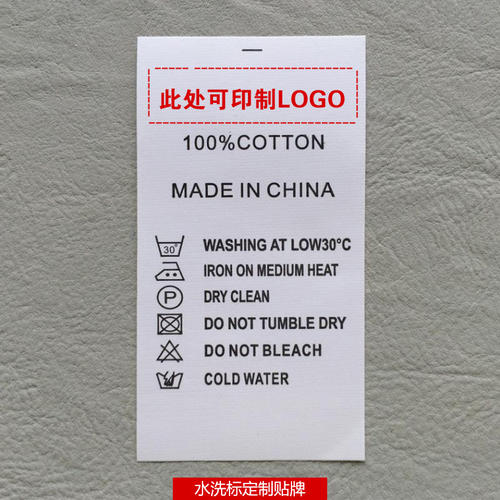 此处可印制LOGO
100%COTTON
MADE IN CHINA
30° WASHING AT LOW30°C
IRON ON MEDIUM HEAT
P DRY CLEAN
DO NOT TUMBLE DRY
DO NOT BLEACH
COLD WATER
水洗标定制贴牌